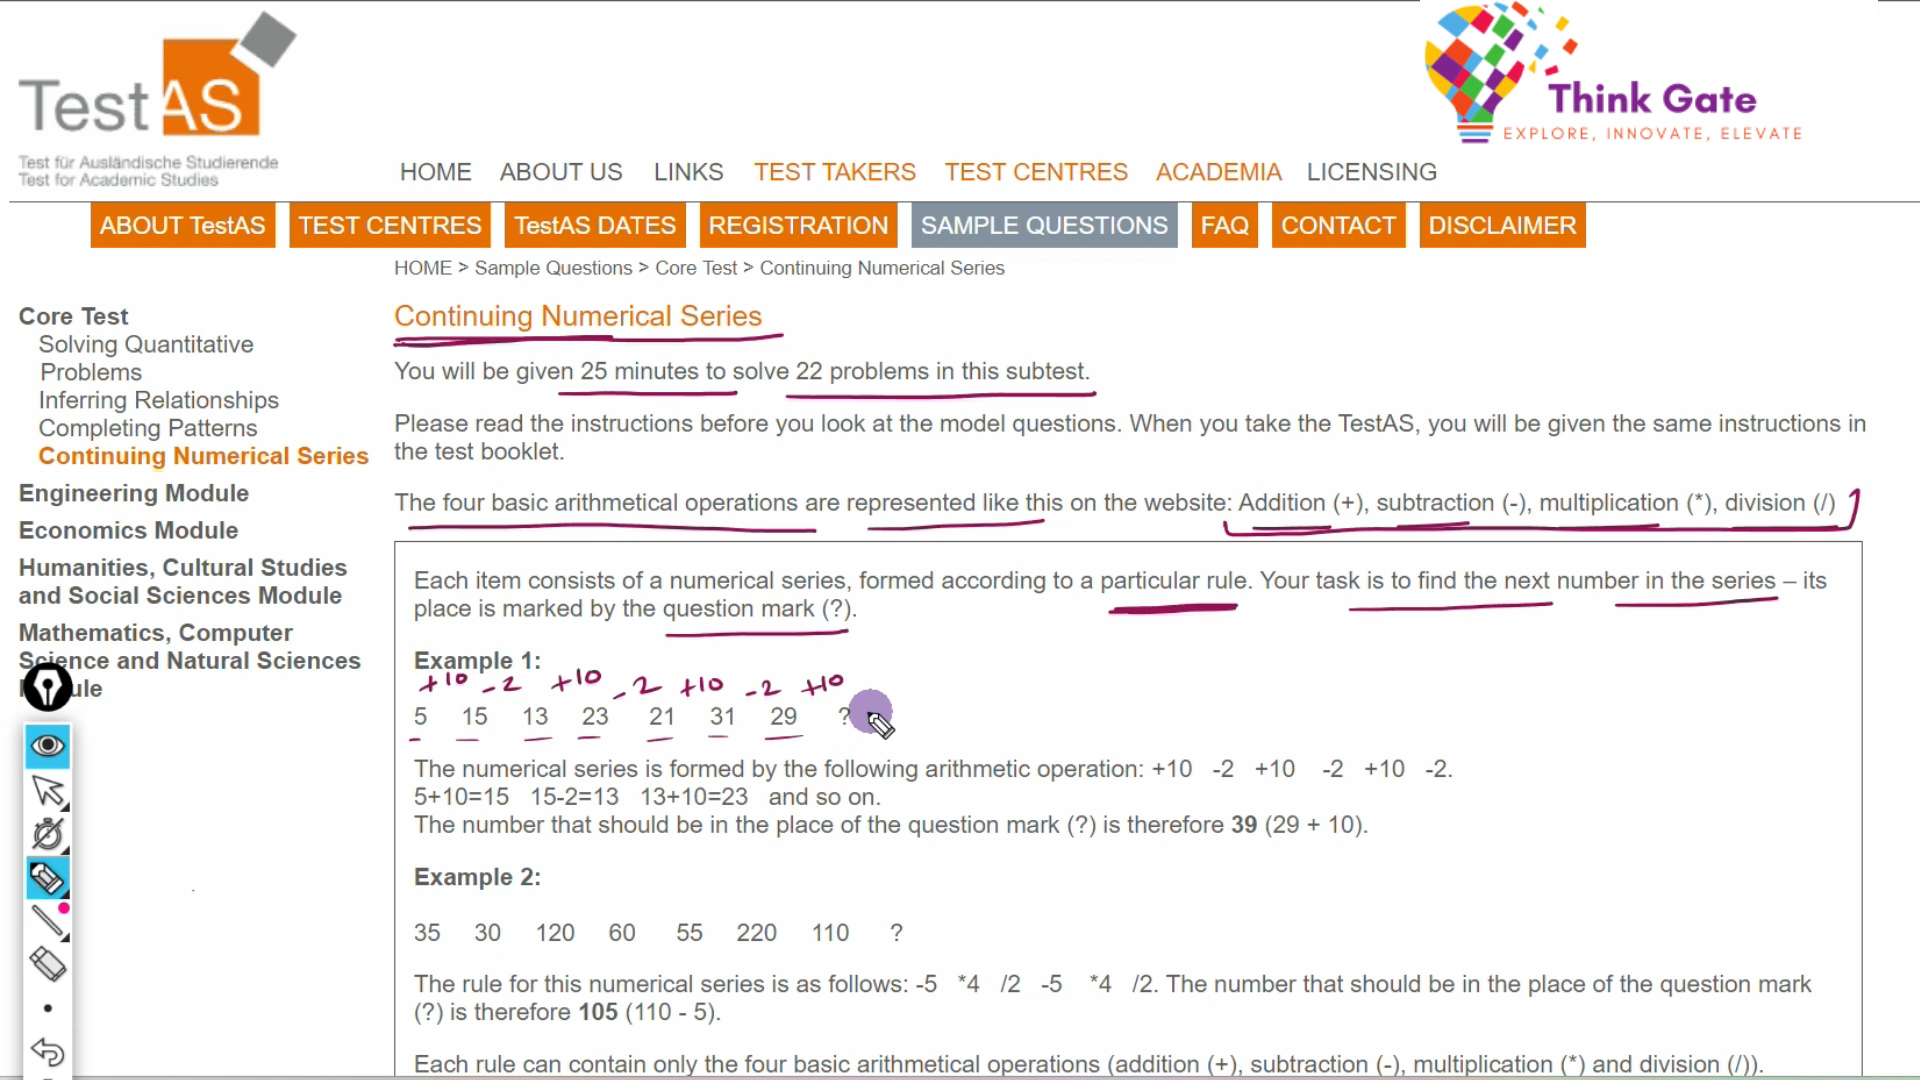 TestAS
Test für Ausländische Studierende
Test for Academic Studies
Think Gate
EXPLORE, INNOVATE, ELEVATE
HOME ABOUT US LINKS TEST TAKERS TEST CENTRES ACADEMIA LICENSING
ABOUT TestAS TEST CENTRES TestAS DATES REGISTRATION SAMPLE QUESTIONS FAQ CONTACT DISCLAIMER
HOME > Sample Questions > Core Test > Continuing Numerical Series
Core Test
Solving Quantitative
Problems
Inferring Relationships
Completing Patterns
Continuing Numerical Series
Engineering Module
Economics Module
Humanities, Cultural Studies
and Social Sciences Module
Mathematics, Computer
Science and Natural Sciences
ule
Continuing Numerical Series
You will be given 25 minutes to solve 22 problems in this subtest.
Please read the instructions before you look at the model questions. When you take the TestAS, you will be given the same instructions in
the test booklet.
The four basic arithmetical operations are represented like this on the website: Addition (+), subtraction (-), multiplication (*), division (/)
Each item consists of a numerical series, formed according to a particular rule. Your task is to find the next number in the series – its
place is marked by the question mark (?).
Example 1:
+10 -2 +10 -2 +10 -2 +10
5 15 13 23 21 31 29 ?
The numerical series is formed by the following arithmetic operation: +10 -2 +10 -2 +10 -2.
5+10=15 15-2=13 13+10=23 and so on.
The number that should be in the place of the question mark (?) is therefore 39 (29 + 10).
Example 2:
35 30 120 60 55 220 110 ?
The rule for this numerical series is as follows: -5 *4 /2 -5 *4 /2. The number that should be in the place of the question mark
(?) is therefore 105 (110 - 5).
Each rule can contain only the four basic arithmetical operations (addition (+), subtraction (-), multiplication (*) and division (/)).